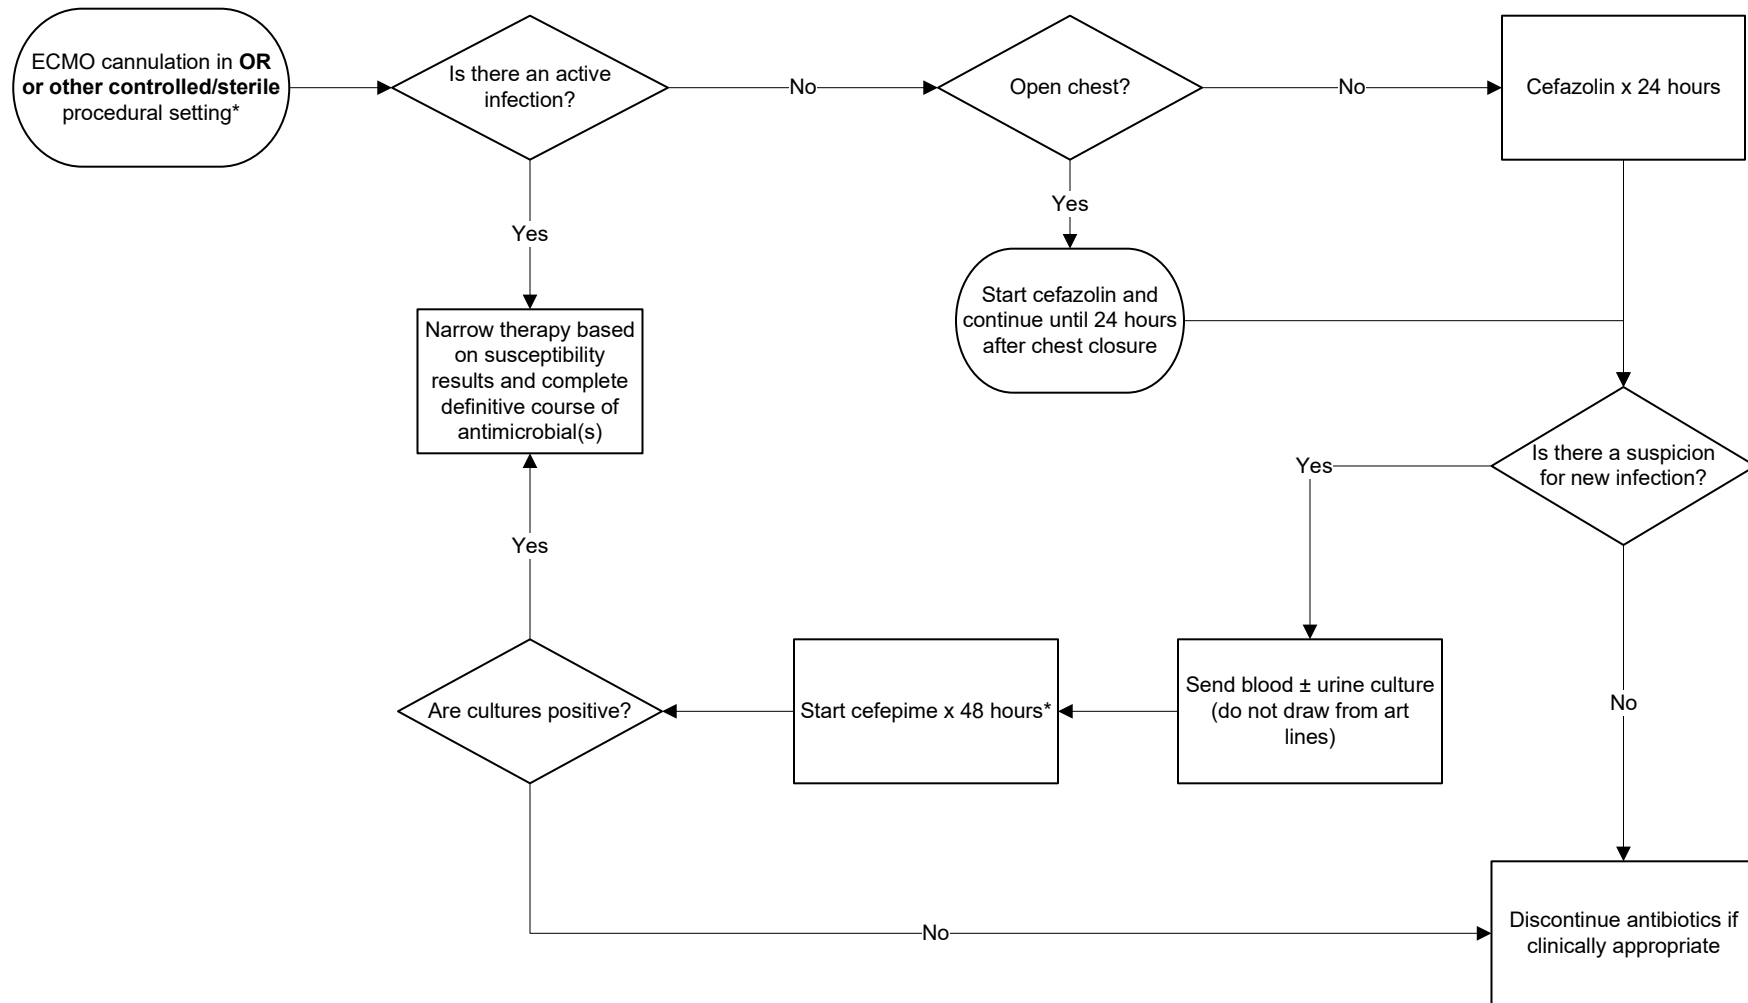 ECMO cannulation in OR
or other controlled/sterile
procedural setting*
Is there an active
infection?
No
Open chest?
No
Cefazolin x 24 hours
Yes
Yes
Start cefazolin and
continue until 24 hours
after chest closure
Narrow therapy based
on susceptibility
results and complete
definitive course of
antimicrobial(s)
Is there a suspicion
for new infection?
Yes
Yes
Are cultures positive?
Start cefepime x 48 hours*
Send blood ± urine culture
(do not draw from art
lines)
No
No
Discontinue antibiotics if
clinically appropriate